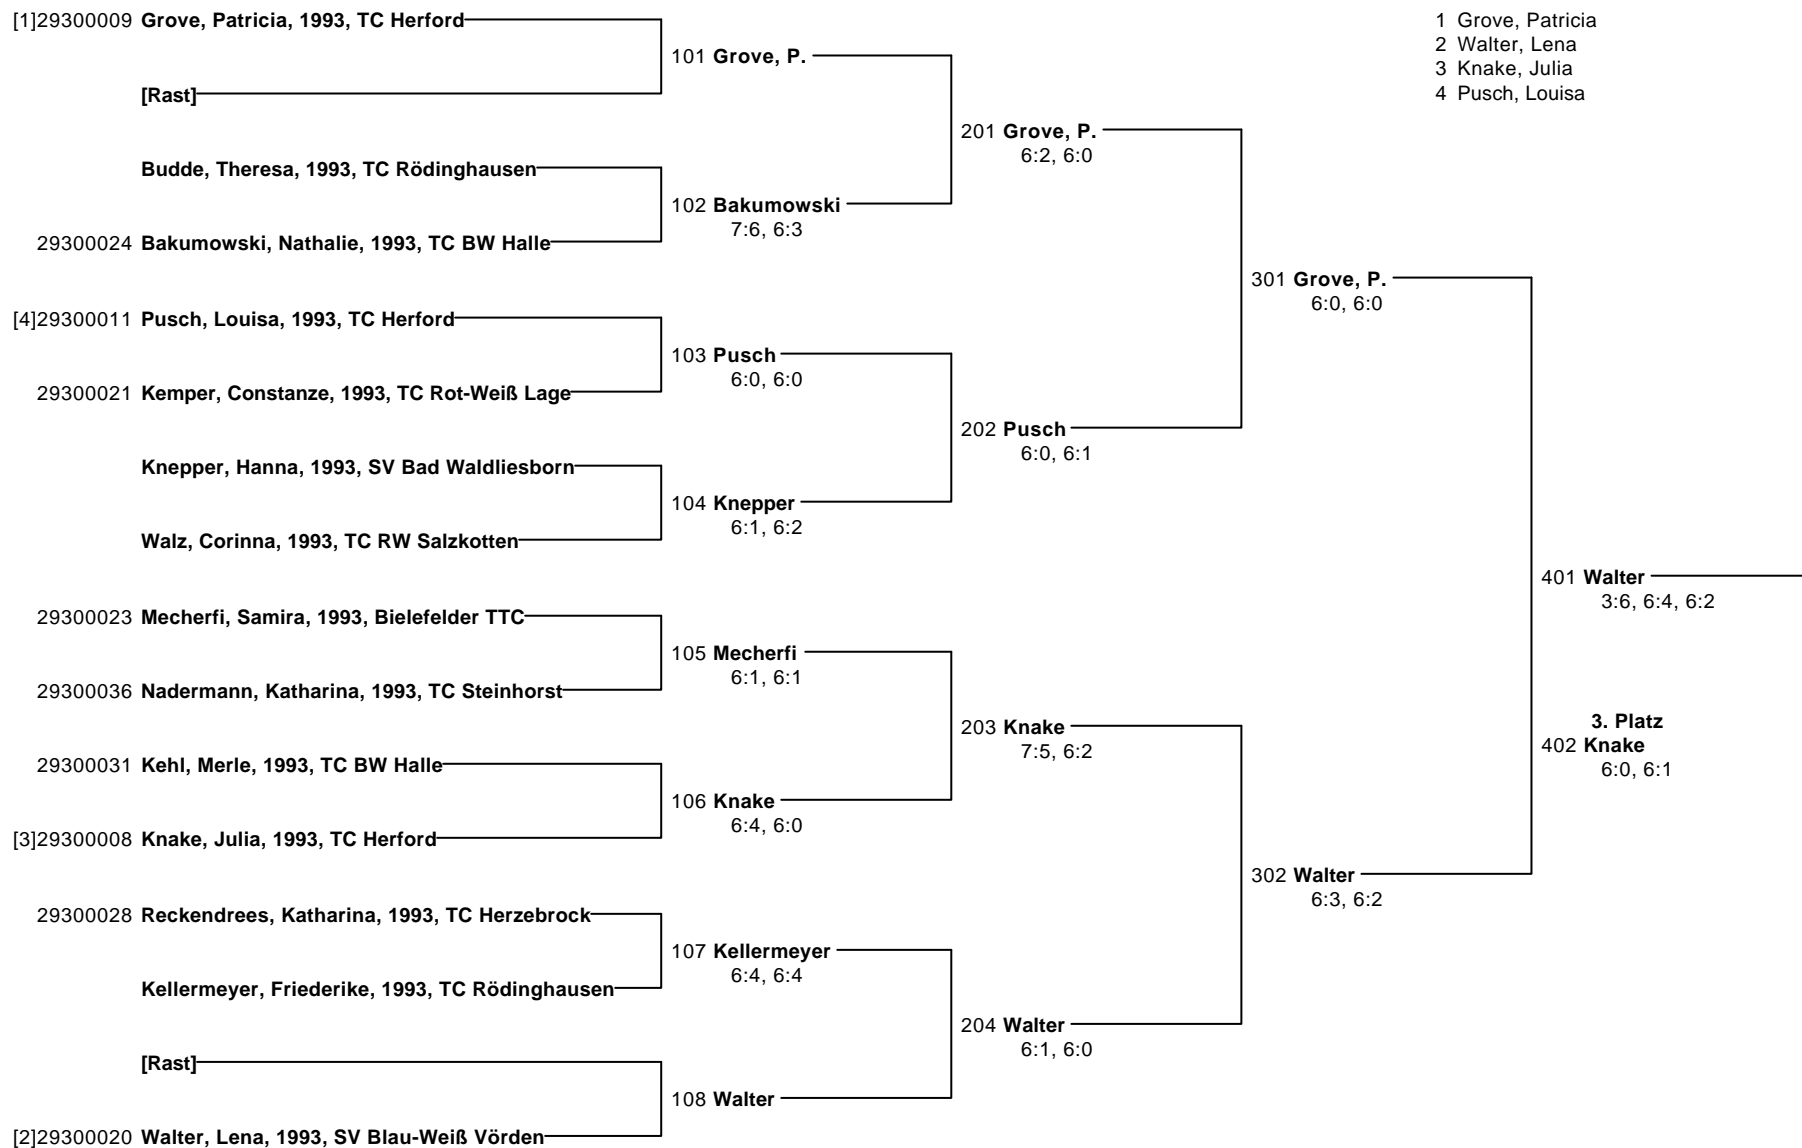 [1]29300009 Grove, Patricia, 1993, TC Herford
[Rast]
Budde, Theresa, 1993, TC Rödinghausen
29300024 Bakumowski, Nathalie, 1993, TC BW Halle
[4]29300011 Pusch, Louisa, 1993, TC Herford
29300021 Kemper, Constanze, 1993, TC Rot-Weiß Lage
Knepper, Hanna, 1993, SV Bad Waldliesborn
Walz, Corinna, 1993, TC RW Salzkotten
29300023 Mecherfi, Samira, 1993, Bielefelder TTC
29300036 Nadermann, Katharina, 1993, TC Steinhorst
29300031 Kehl, Merle, 1993, TC BW Halle
[3]29300008 Knake, Julia, 1993, TC Herford
29300028 Reckendrees, Katharina, 1993, TC Herzebrock
Kellermeyer, Friederike, 1993, TC Rödinghausen
[Rast]
[2]29300020 Walter, Lena, 1993, SV Blau-Weiß Vörden
101 Grove, P.
102 Bakumowski
7:6, 6:3
103 Pusch
6:0, 6:0
104 Knepper
6:1, 6:2
105 Mecherfi
6:1, 6:1
106 Knake
6:4, 6:0
107 Kellermeyer
6:4, 6:4
108 Walter
201 Grove, P.
6:2, 6:0
202 Pusch
6:0, 6:1
203 Knake
7:5, 6:2
204 Walter
6:1, 6:0
301 Grove, P.
6:0, 6:0
302 Walter
6:3, 6:2
401 Walter
3:6, 6:4, 6:2
3. Platz
402 Knake
6:0, 6:1
1 Grove, Patricia
2 Walter, Lena
3 Knake, Julia
4 Pusch, Louisa